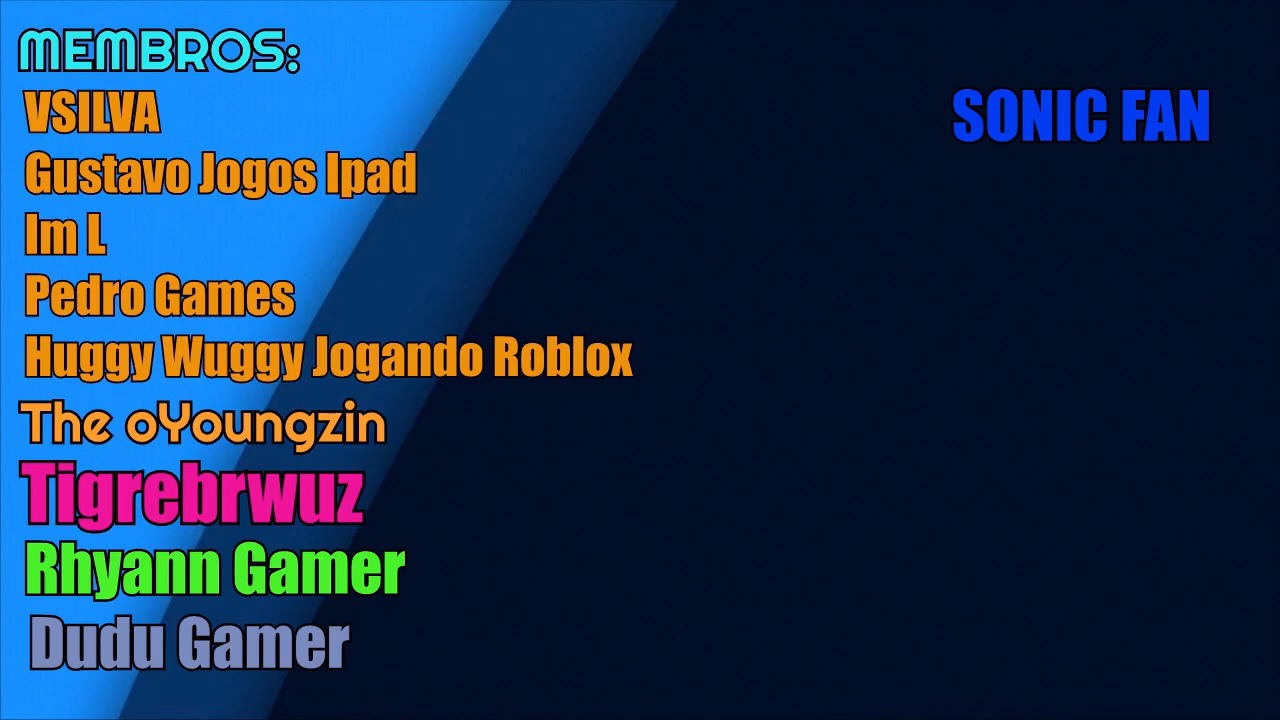 MEMBROS:
VSILVA
Gustavo Jogos Ipad
Im L
Pedro Games
Huggy Wuggy Jogando Roblox
The oYoungzin
Tigrebrwuz
Rhyann Gamer
Dudu Gamer
SONIC FAN